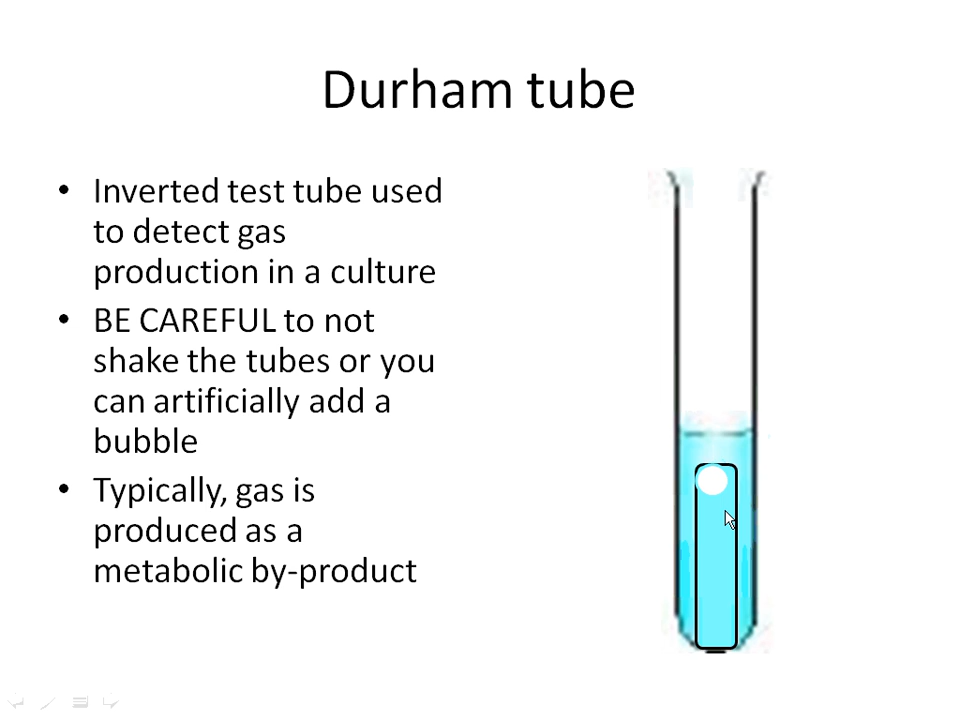 Durham tube
• Inverted test tube used
to detect gas
production in a culture
• BE CAREFUL to not
shake the tubes or you
can artificially add a
bubble
• Typically, gas is
produced as a
metabolic by-product